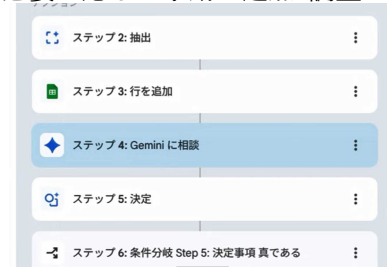 ステップ 2: 抽出
ステップ 3: 行を追加
ステップ 4: Gemini に相談
ステップ 5: 決定
ステップ 6: 条件分岐 Step 5: 決定事項 真である